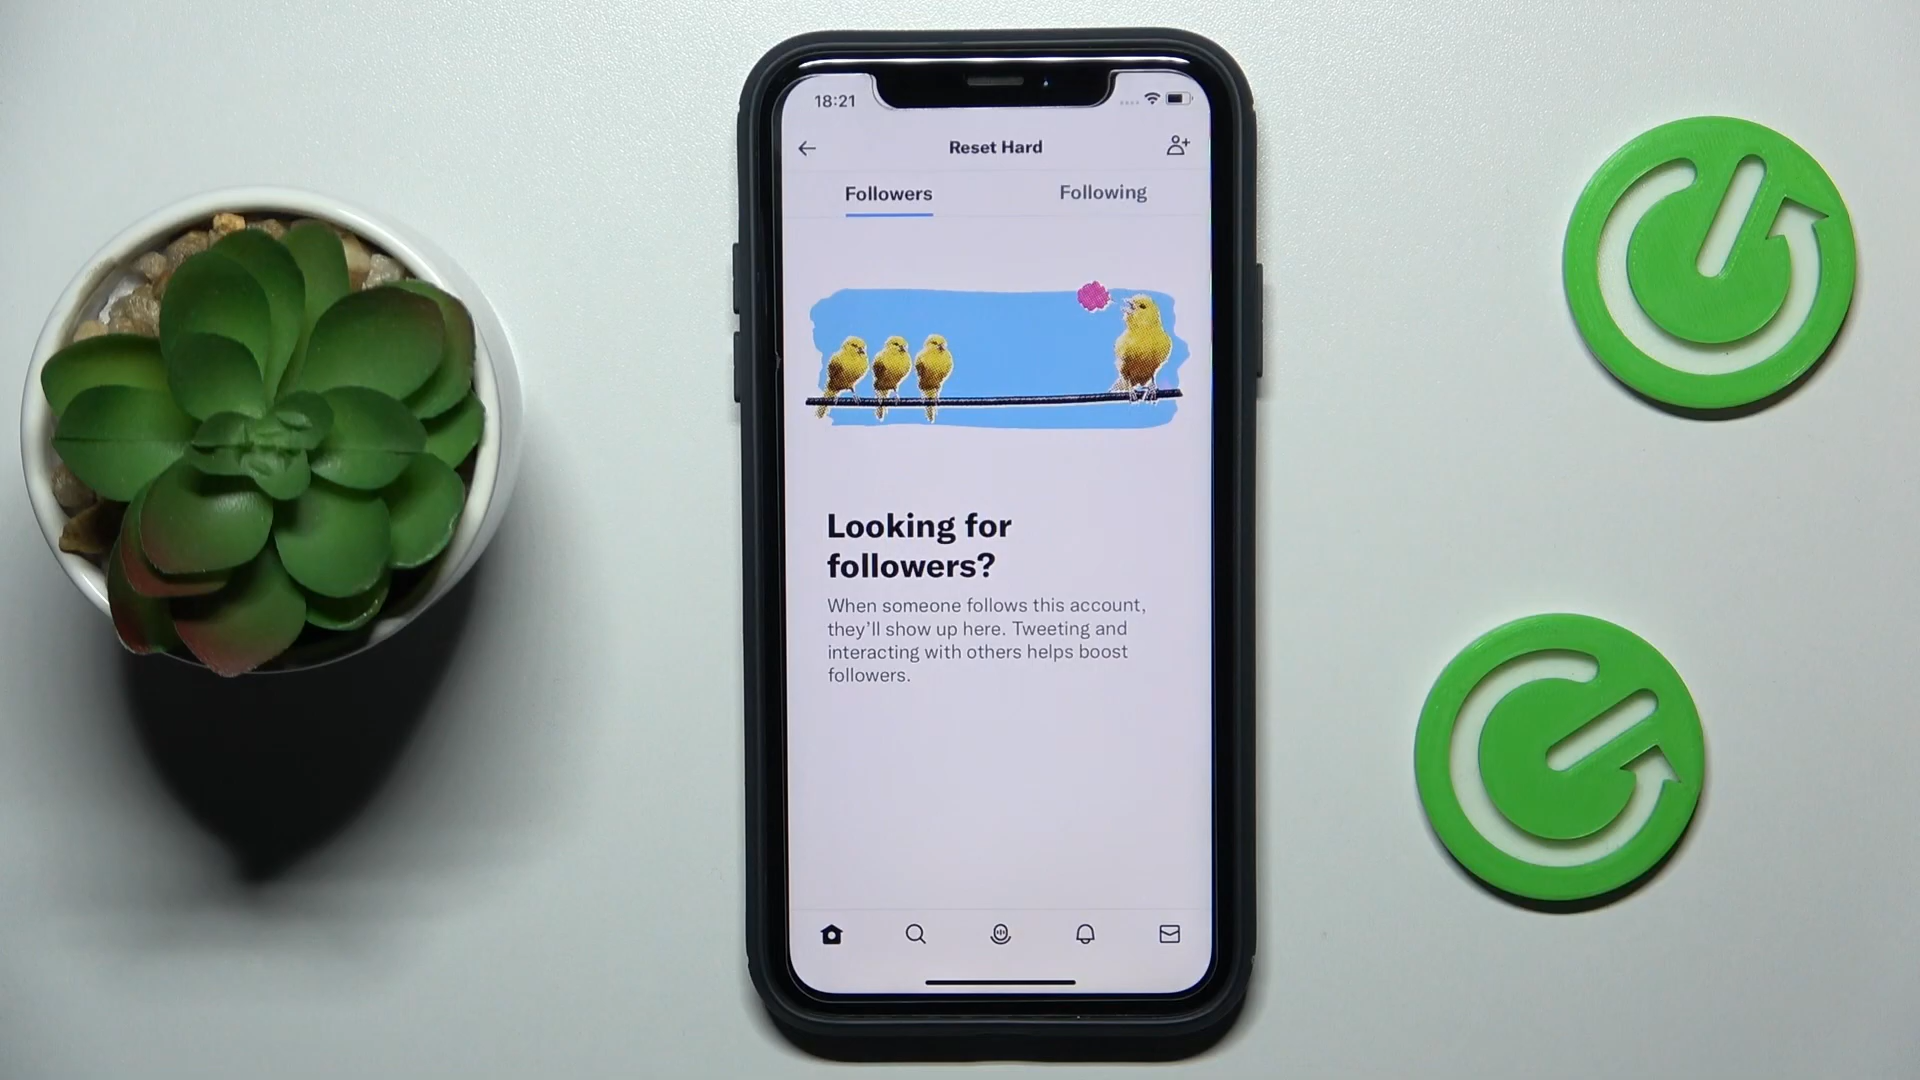 18:21
Reset Hard
Followers
Following
Looking for
followers?
When someone follows this account,
they'll show up here. Tweeting and
interacting with others helps boost
followers.